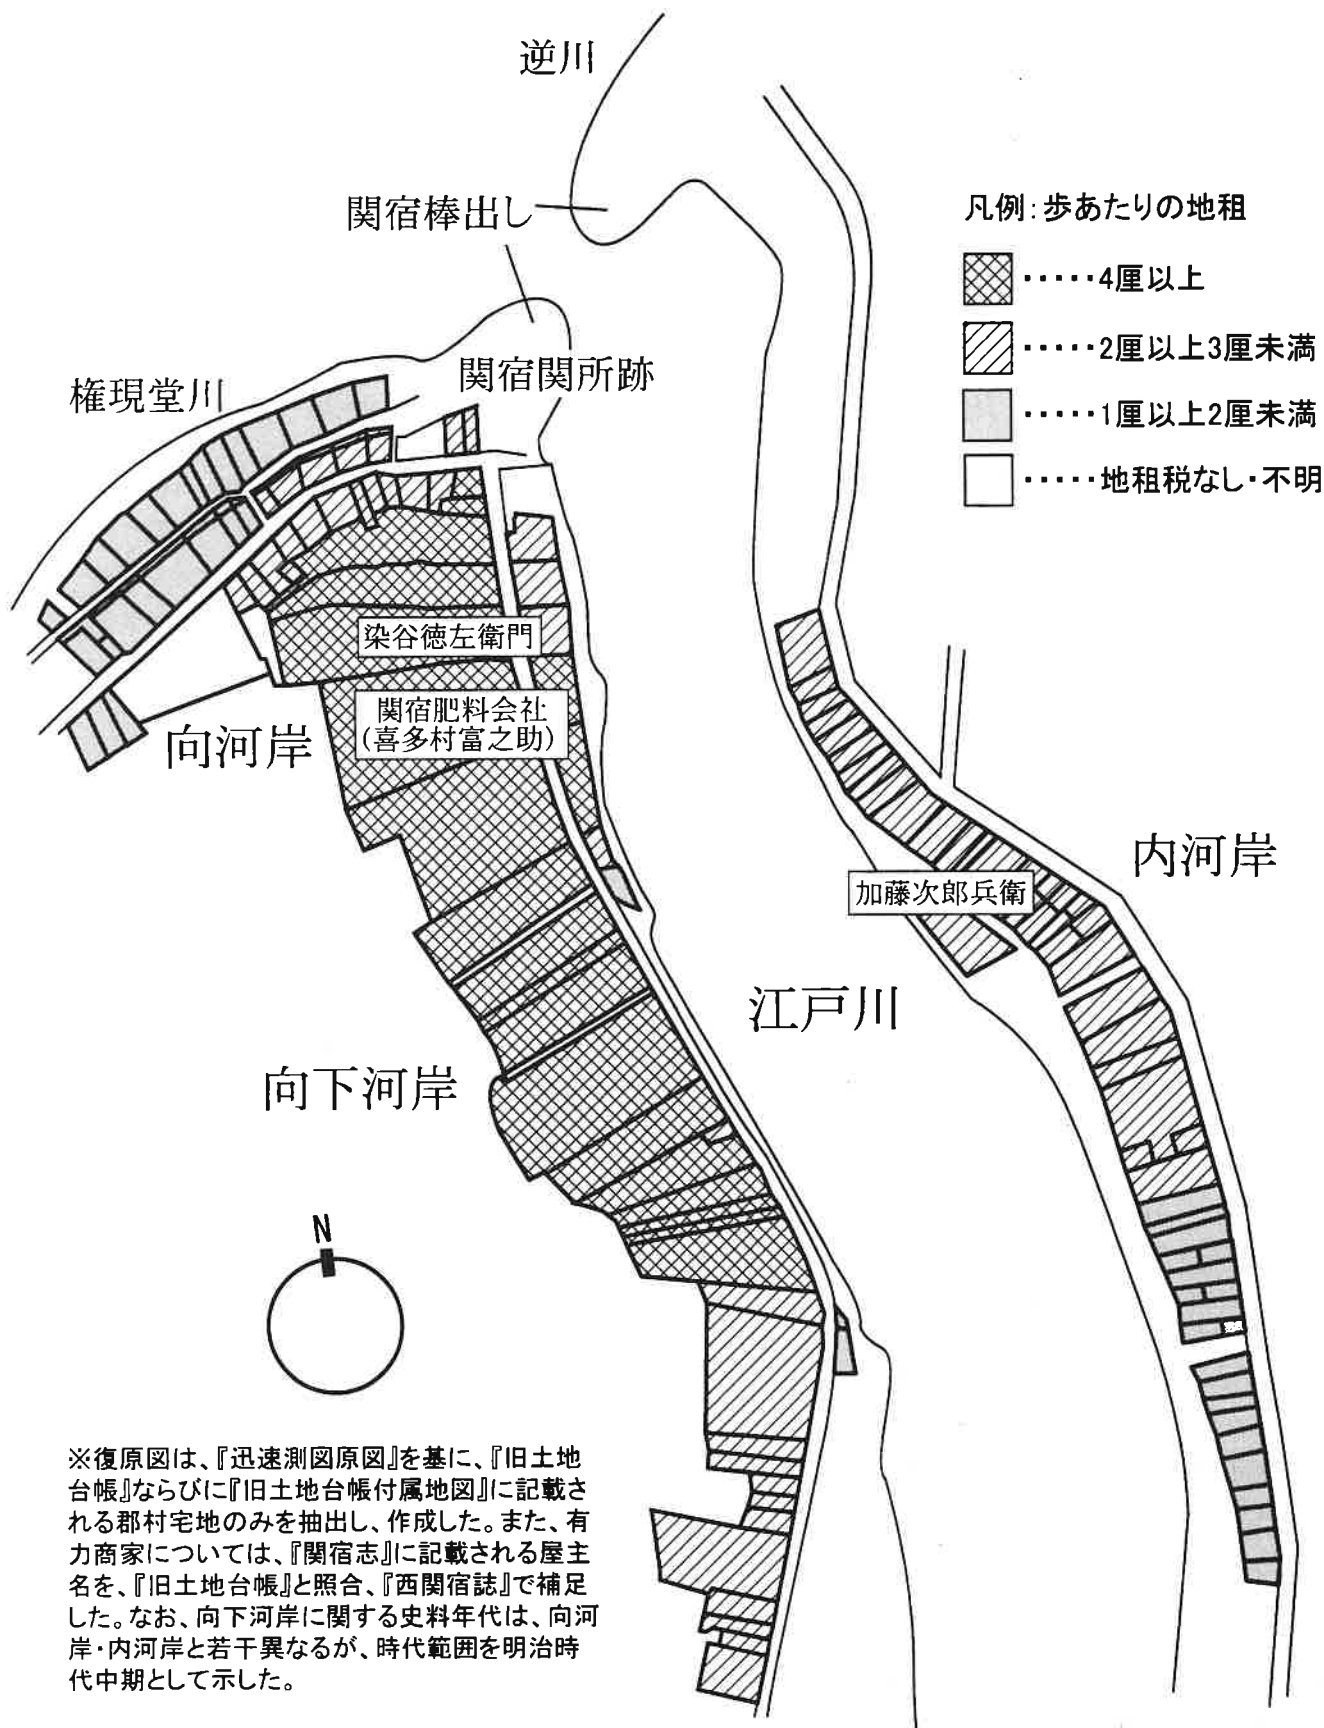 逆川
関宿棒出し
凡例:歩あたりの地租
・・・・・4厘以上
・・・・・2厘以上3厘未満
・・・・・1厘以上2厘未満
・・・・・地租税なし・不明
権現堂川
関宿関所跡
染谷徳左衛門
関宿肥料会社
(喜多村富之助)
向河岸
内河岸
加藤次郎兵衛
江戸川
向下河岸
N
※復原図は、『迅速測図原図』を基に、『旧土地
台帳』ならびに『旧土地台帳付属地図』に記載さ
れる郡村宅地のみを抽出し、作成した。また、有
力商家については、『関宿志』に記載される屋主
名を、『旧土地台帳』と照合、『西関宿誌』で補足
した。なお、向下河岸に関する史料年代は、向河
岸・内河岸と若干異なるが、時代範囲を明治時
代中期として示した。